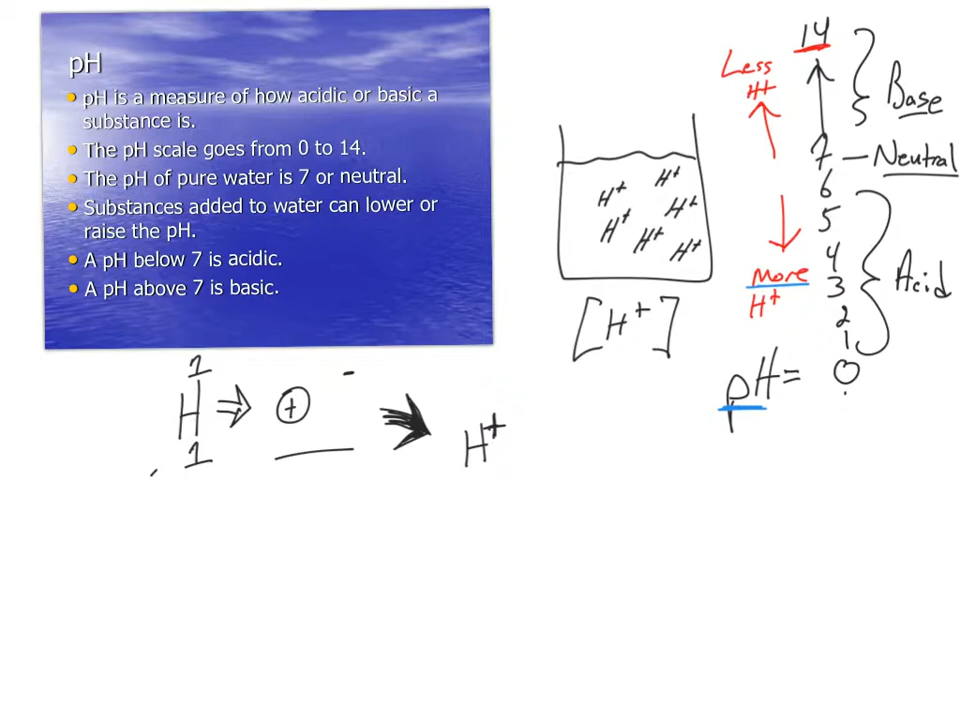 pH
• pH is a measure of how acidic or basic a
substance is.
• The pH scale goes from 0 to 14.
• The pH of pure water is 7 or neutral.
• Substances added to water can lower or
raise the pH.
• A pH below 7 is acidic.
• A pH above 7 is basic.
1
H ⇒ + -
1
H+
H+ H+
H+ H+
H+ H+
[H+]
14
Less
H+
Base
7 — Neutral
6
5
4
More 3
H+
2
1
Acid
pH = 0